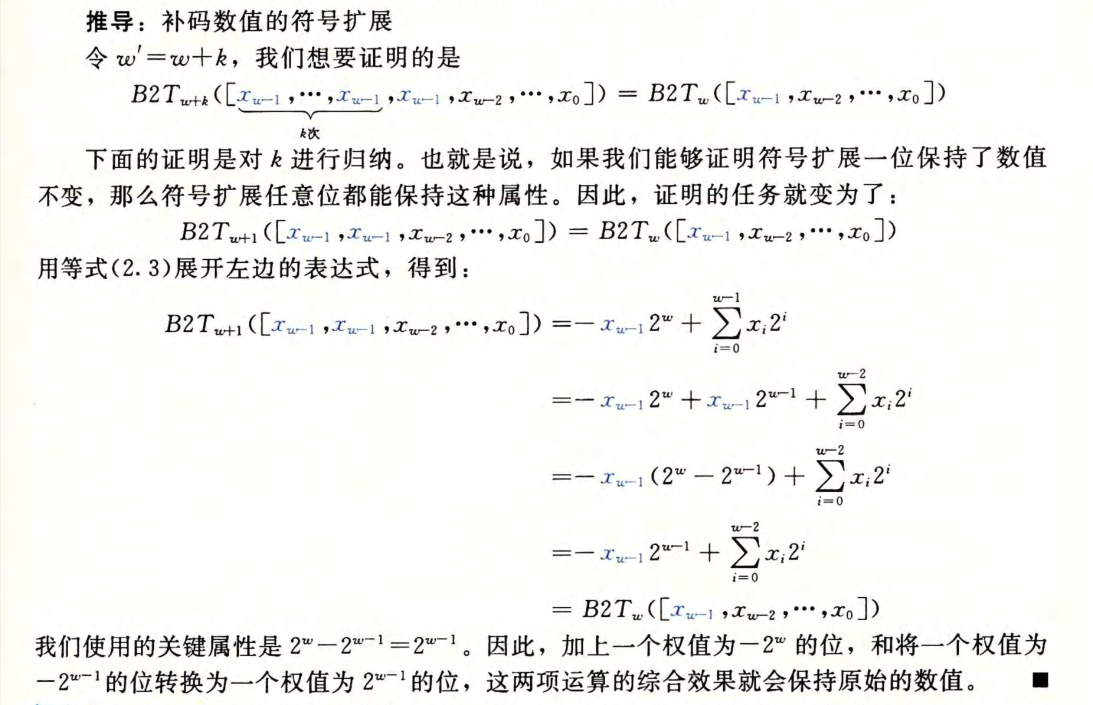 推导：补码数值的符号扩展
令 w′=w+k，我们想要证明的是
B2T_{w+k}([x_{w-1},⋯,x_{w-1},x_{w-1},x_{w-2},⋯,x_0]) = B2T_w([x_{w-1},x_{w-2},⋯,x_0])
k次
下面的证明是对 k 进行归纳。也就是说，如果我们能够证明符号扩展一位保持了数值
不变，那么符号扩展任意位都能保持这种属性。因此，证明的任务就变为了：
B2T_{w+1}([x_{w-1},x_{w-1},x_{w-2},⋯,x_0]) = B2T_w([x_{w-1},x_{w-2},⋯,x_0])
用等式(2.3)展开左边的表达式，得到：
B2T_{w+1}([x_{w-1},x_{w-1},x_{w-2},⋯,x_0]) = -x_{w-1}2^w + ∑_{i=0}^{w-1} x_i2^i
= -x_{w-1}2^w + x_{w-1}2^{w-1} + ∑_{i=0}^{w-2} x_i2^i
= -x_{w-1}(2^w - 2^{w-1}) + ∑_{i=0}^{w-2} x_i2^i
= -x_{w-1}2^{w-1} + ∑_{i=0}^{w-2} x_i2^i
= B2T_w([x_{w-1},x_{w-2},⋯,x_0])
我们使用的关键属性是 2^w-2^{w-1}=2^{w-1}。因此，加上一个权值为-2^w 的位，和将一个权值为
-2^{w-1}的位转换为一个权值为 2^{w-1}的位，这两项运算的综合效果就会保持原始的数值。 ■